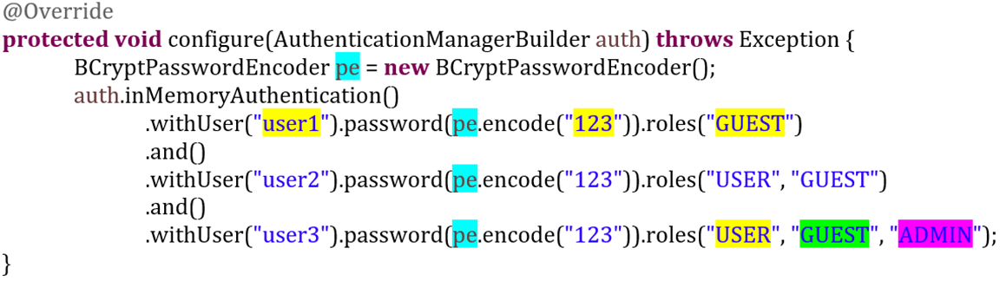 @Override
protected void configure(AuthenticationManagerBuilder auth) throws Exception {
BCryptPasswordEncoder pe = new BCryptPasswordEncoder();
auth.inMemoryAuthentication()
.withUser("user1").password(pe.encode("123")).roles("GUEST")
.and()
.withUser("user2").password(pe.encode("123")).roles("USER", "GUEST")
.and()
.withUser("user3").password(pe.encode("123")).roles("USER", "GUEST", "ADMIN");
}